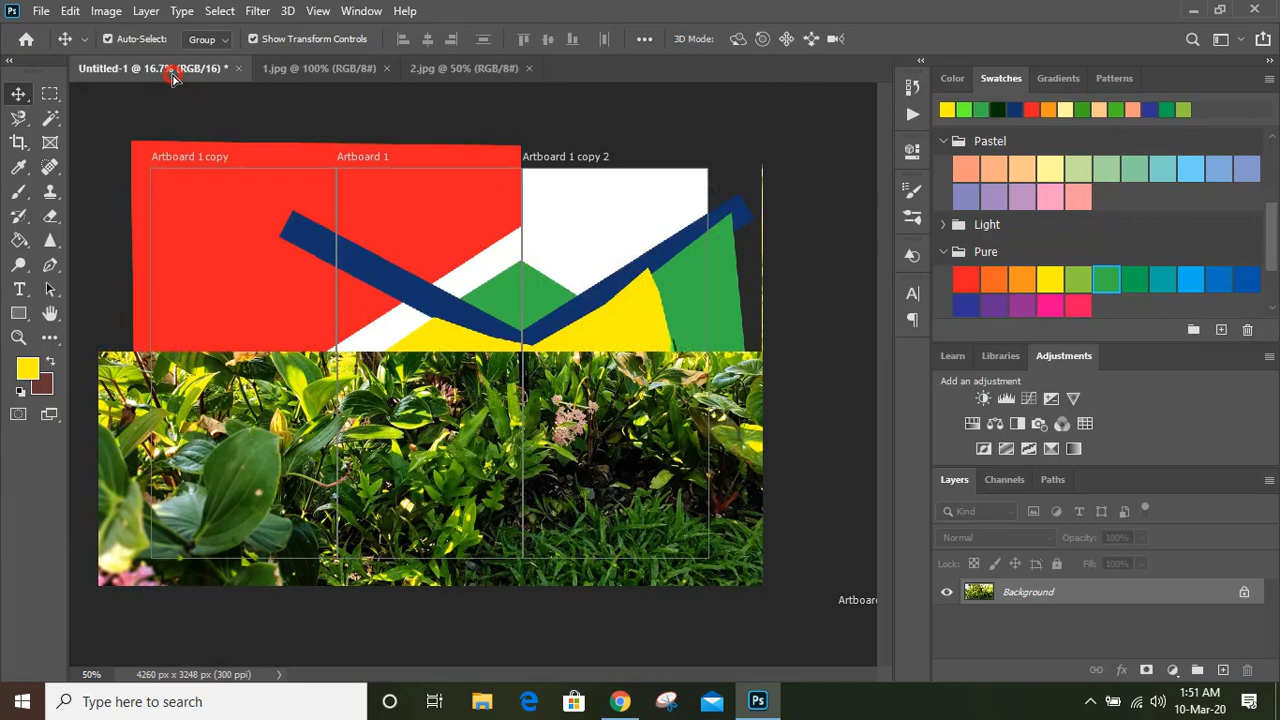 Ps File Edit Image Layer Type Select Filter 3D View Window Help
Auto-Select: Group Show Transform Controls 3D Mode:
Untitled-1 @ 16.7% (RGB/16) * × 1.jpg @ 100% (RGB/8#) × 2.jpg @ 50% (RGB/8#) ×
Color Swatches Gradients Patterns
Pastel
Artboard 1 copy Artboard 1 Artboard 1 copy 2
Light
Pure
Learn Libraries Adjustments
Add an adjustment
Layers Channels Paths
Kind
Normal Opacity: 100%
Lock: Fill: 100%
Background
Artboar
50% 4260 px x 3248 px (300 ppi)
Type here to search
Ps
1:51 AM
10-Mar-20